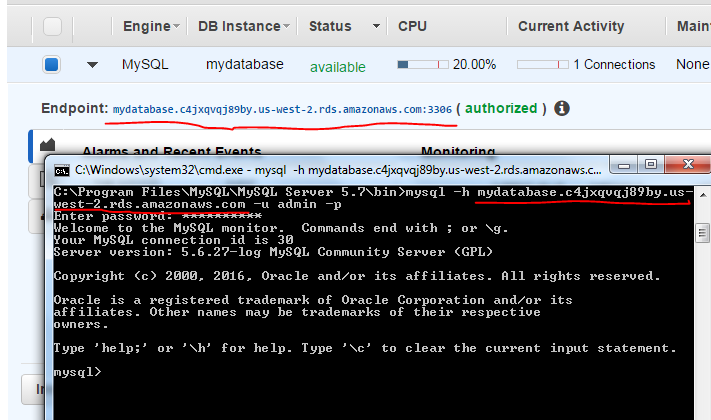 Engine DB Instance Status CPU Current Activity Main
MySQL mydatabase available 20.00% 1 Connections None
Endpoint: mydatabase.c4jxqvqj89by.us-west-2.rds.amazonaws.com:3306 ( authorized )
Alarms and Recent Events Monitoring
C:\Windows\system32\cmd.exe - mysql -h mydatabase.c4jxqvqj89by.us-west-2.rds.amazonaws.c...
C:\Program Files\MySQL\MySQL Server 5.7\bin>mysql -h mydatabase.c4jxqvqj89by.us-
west-2.rds.amazonaws.com -u admin -p
Enter password: **********
Welcome to the MySQL monitor.  Commands end with ; or \g.
Your MySQL connection id is 30
Server version: 5.6.27-log MySQL Community Server (GPL)
Copyright (c) 2000, 2016, Oracle and/or its affiliates. All rights reserved.
Oracle is a registered trademark of Oracle Corporation and/or its
affiliates. Other names may be trademarks of their respective
owners.
Type 'help;' or '\h' for help. Type '\c' to clear the current input statement.
mysql>
In